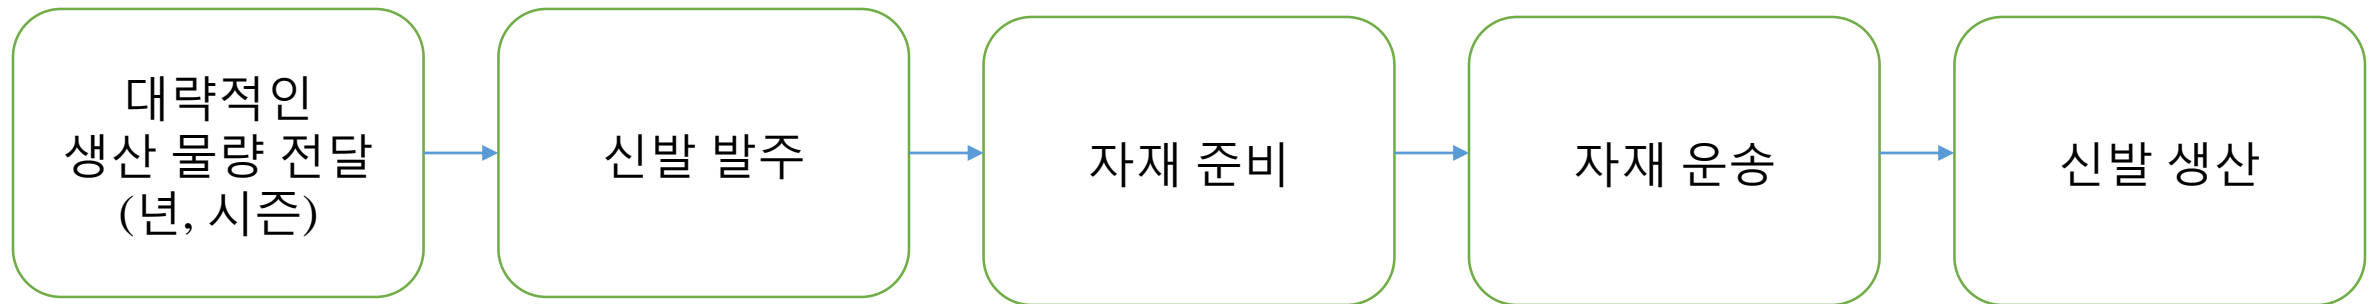 대략적인
생산 물량 전달
(년, 시즌)
신발 발주
자재 준비
자재 운송
신발 생산